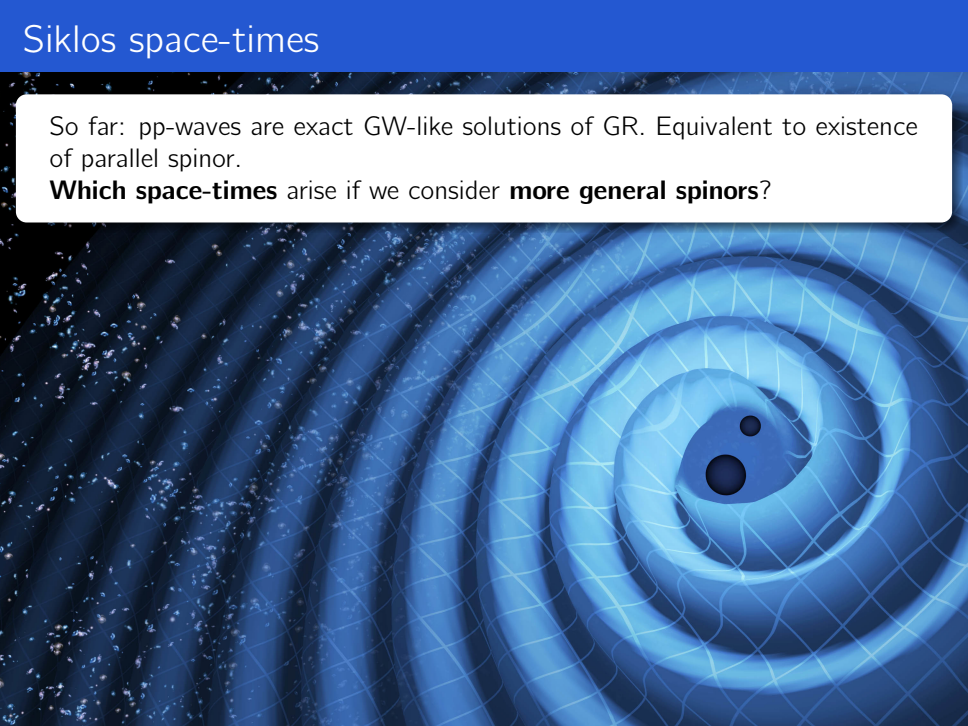 Siklos space-times
So far: pp-waves are exact GW-like solutions of GR. Equivalent to existence
of parallel spinor.
Which space-times arise if we consider more general spinors?